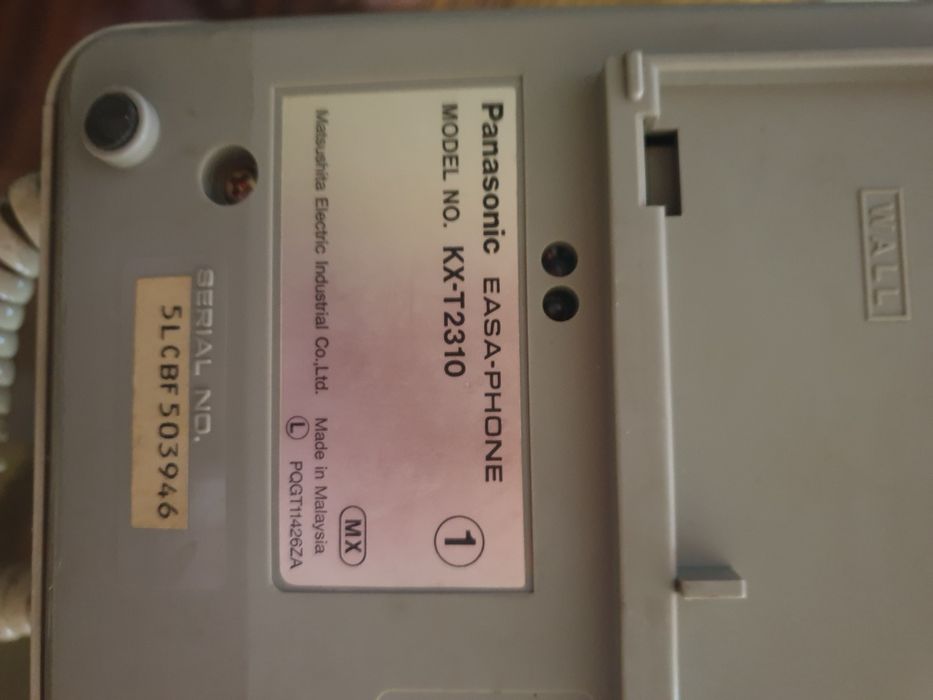 WALL
Panasonic EASA-PHONE
MODEL NO. KX-T2310 1
MX
Matsushita Electric Industrial Co.,Ltd. Made in Malaysia
L PQGT11426ZA
SERIAL NO.
5LCBF503946